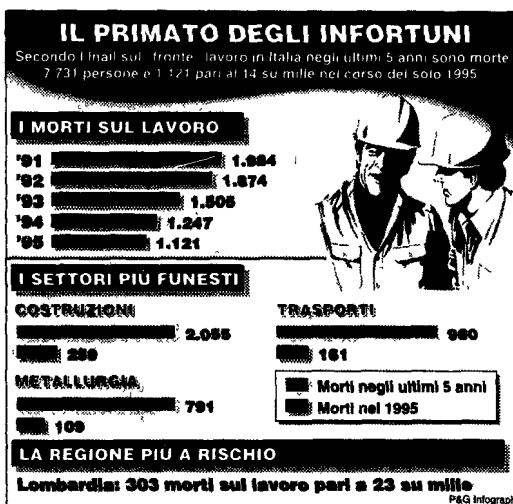 IL PRIMATO DEGLI INFORTUNI
Secondo l Inail sul fronte lavoro in Italia negli ultimi 5 anni sono morte
7 731 persone e 1 121 pari al 14 su mille nel corso del solo 1995
I MORTI SUL LAVORO
'91 1.984
'92 1.874
'93 1.505
'94 1.247
'95 1.121
I SETTORI PIU FUNESTI
COSTRUZIONI
2.055
259
TRASPORTI
960
161
METALLURGIA
791
109
Morti negli ultimi 5 anni
Morti nel 1995
LA REGIONE PIU A RISCHIO
Lombardia: 303 morti sul lavoro pari a 23 su mille
P&G Infograph